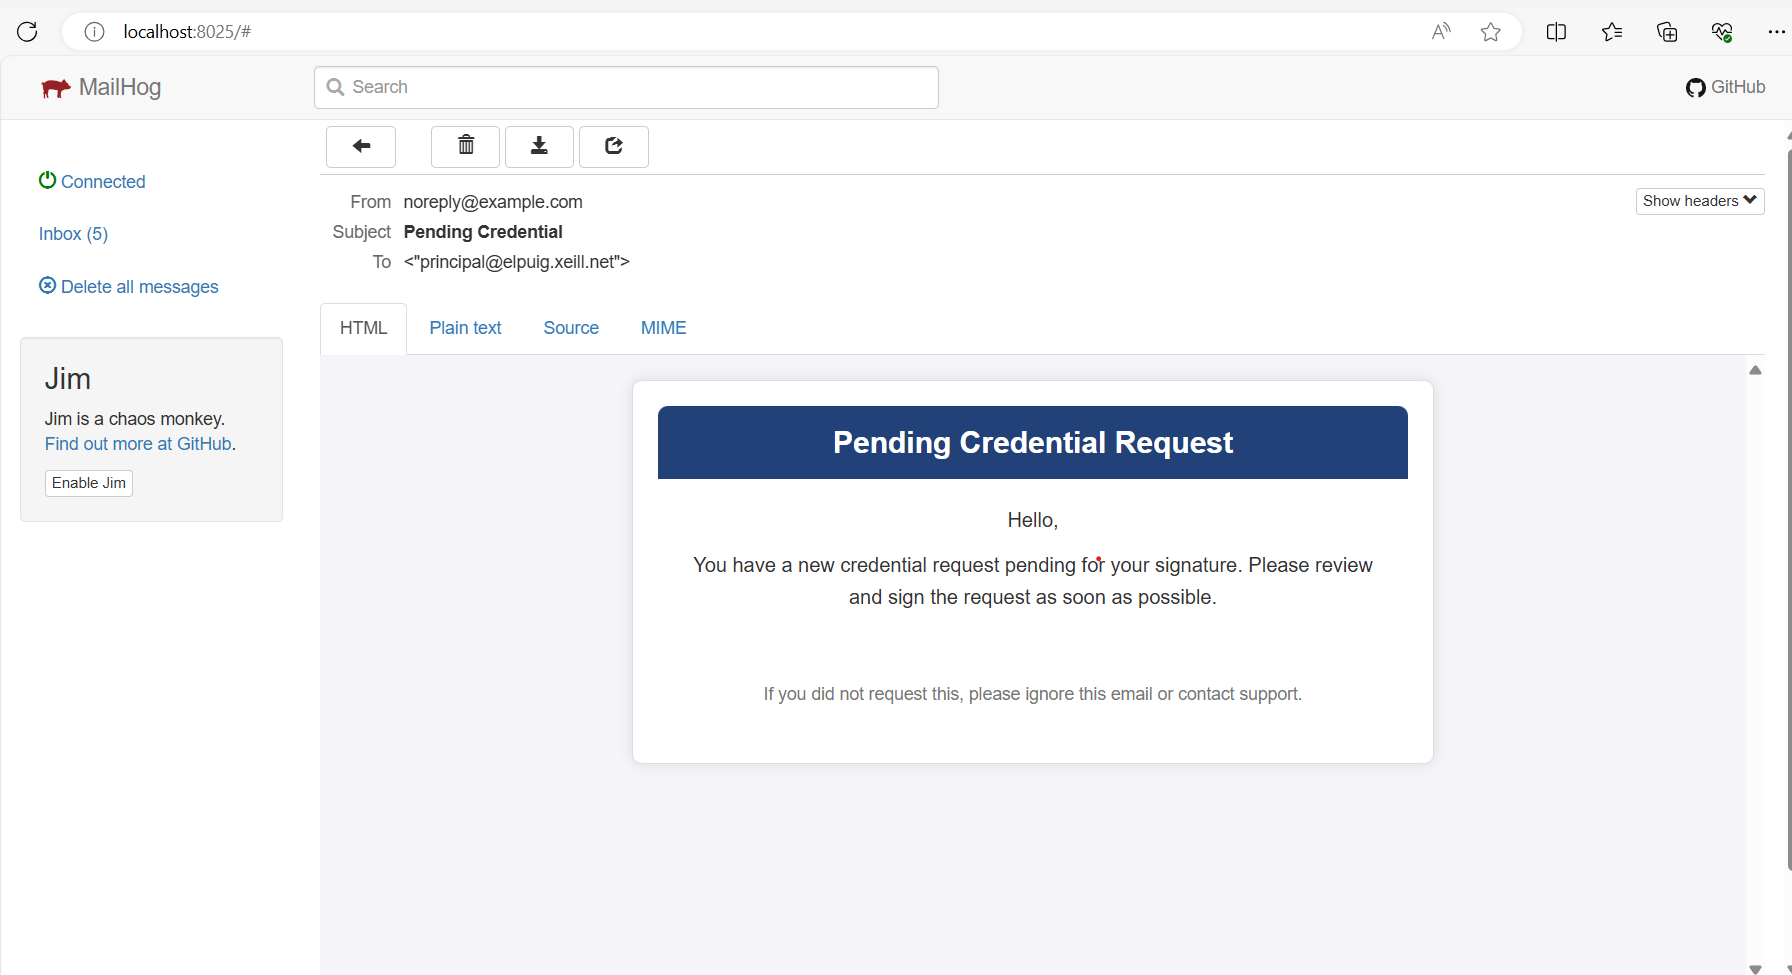 localhost:8025/#
MailHog
Search
GitHub
Connected
Inbox (5)
Delete all messages
Jim
Jim is a chaos monkey.
Find out more at GitHub.
Enable Jim
From noreply@example.com
Show headers
Subject Pending Credential
To <"principal@elpuig.xeill.net">
HTML Plain text Source MIME
Pending Credential Request
Hello,
You have a new credential request pending for your signature. Please review
and sign the request as soon as possible.
If you did not request this, please ignore this email or contact support.